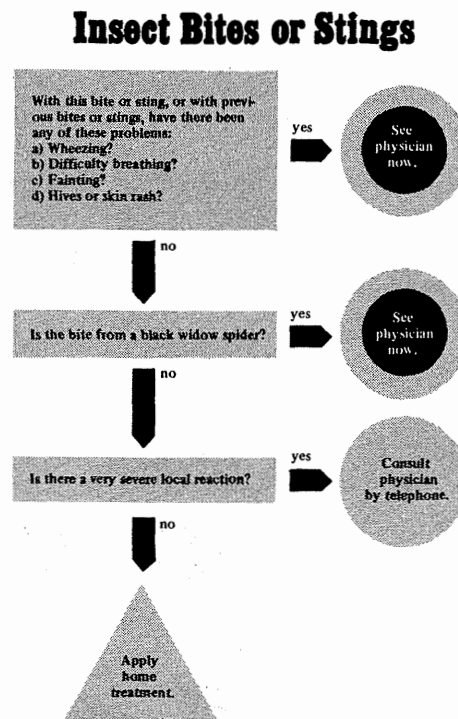 Insect Bites or Stings
With this bite or sting, or with previ-
ous bites or stings, have there been
any of these problems:
a) Wheezing?
b) Difficulty breathing?
c) Fainting?
d) Hives or skin rash?
yes
See
physician
now.
no
Is the bite from a black widow spider?
yes
See
physician
now.
no
Is there a very severe local reaction?
yes
Consult
physician
by telephone.
no
Apply
home
treatment.